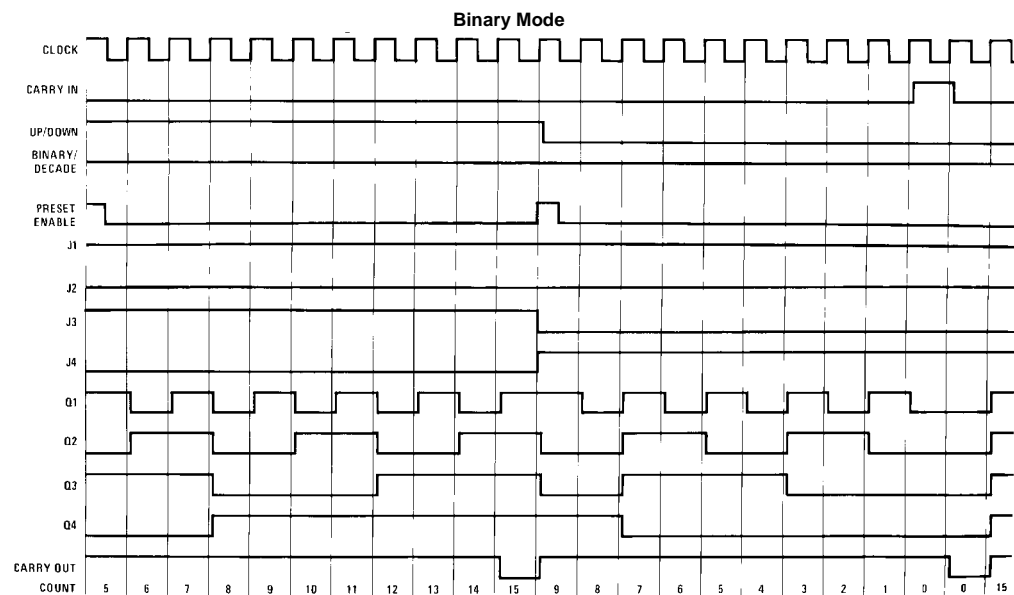 Binary Mode
CLOCK
CARRY IN
UP/DOWN
BINARY/
DECADE
PRESET
ENABLE
J1
J2
J3
J4
Q1
Q2
Q3
Q4
CARRY OUT
COUNT 5 6 7 8 9 10 11 12 13 14 15 9 8 7 6 5 4 3 2 1 0 0 15